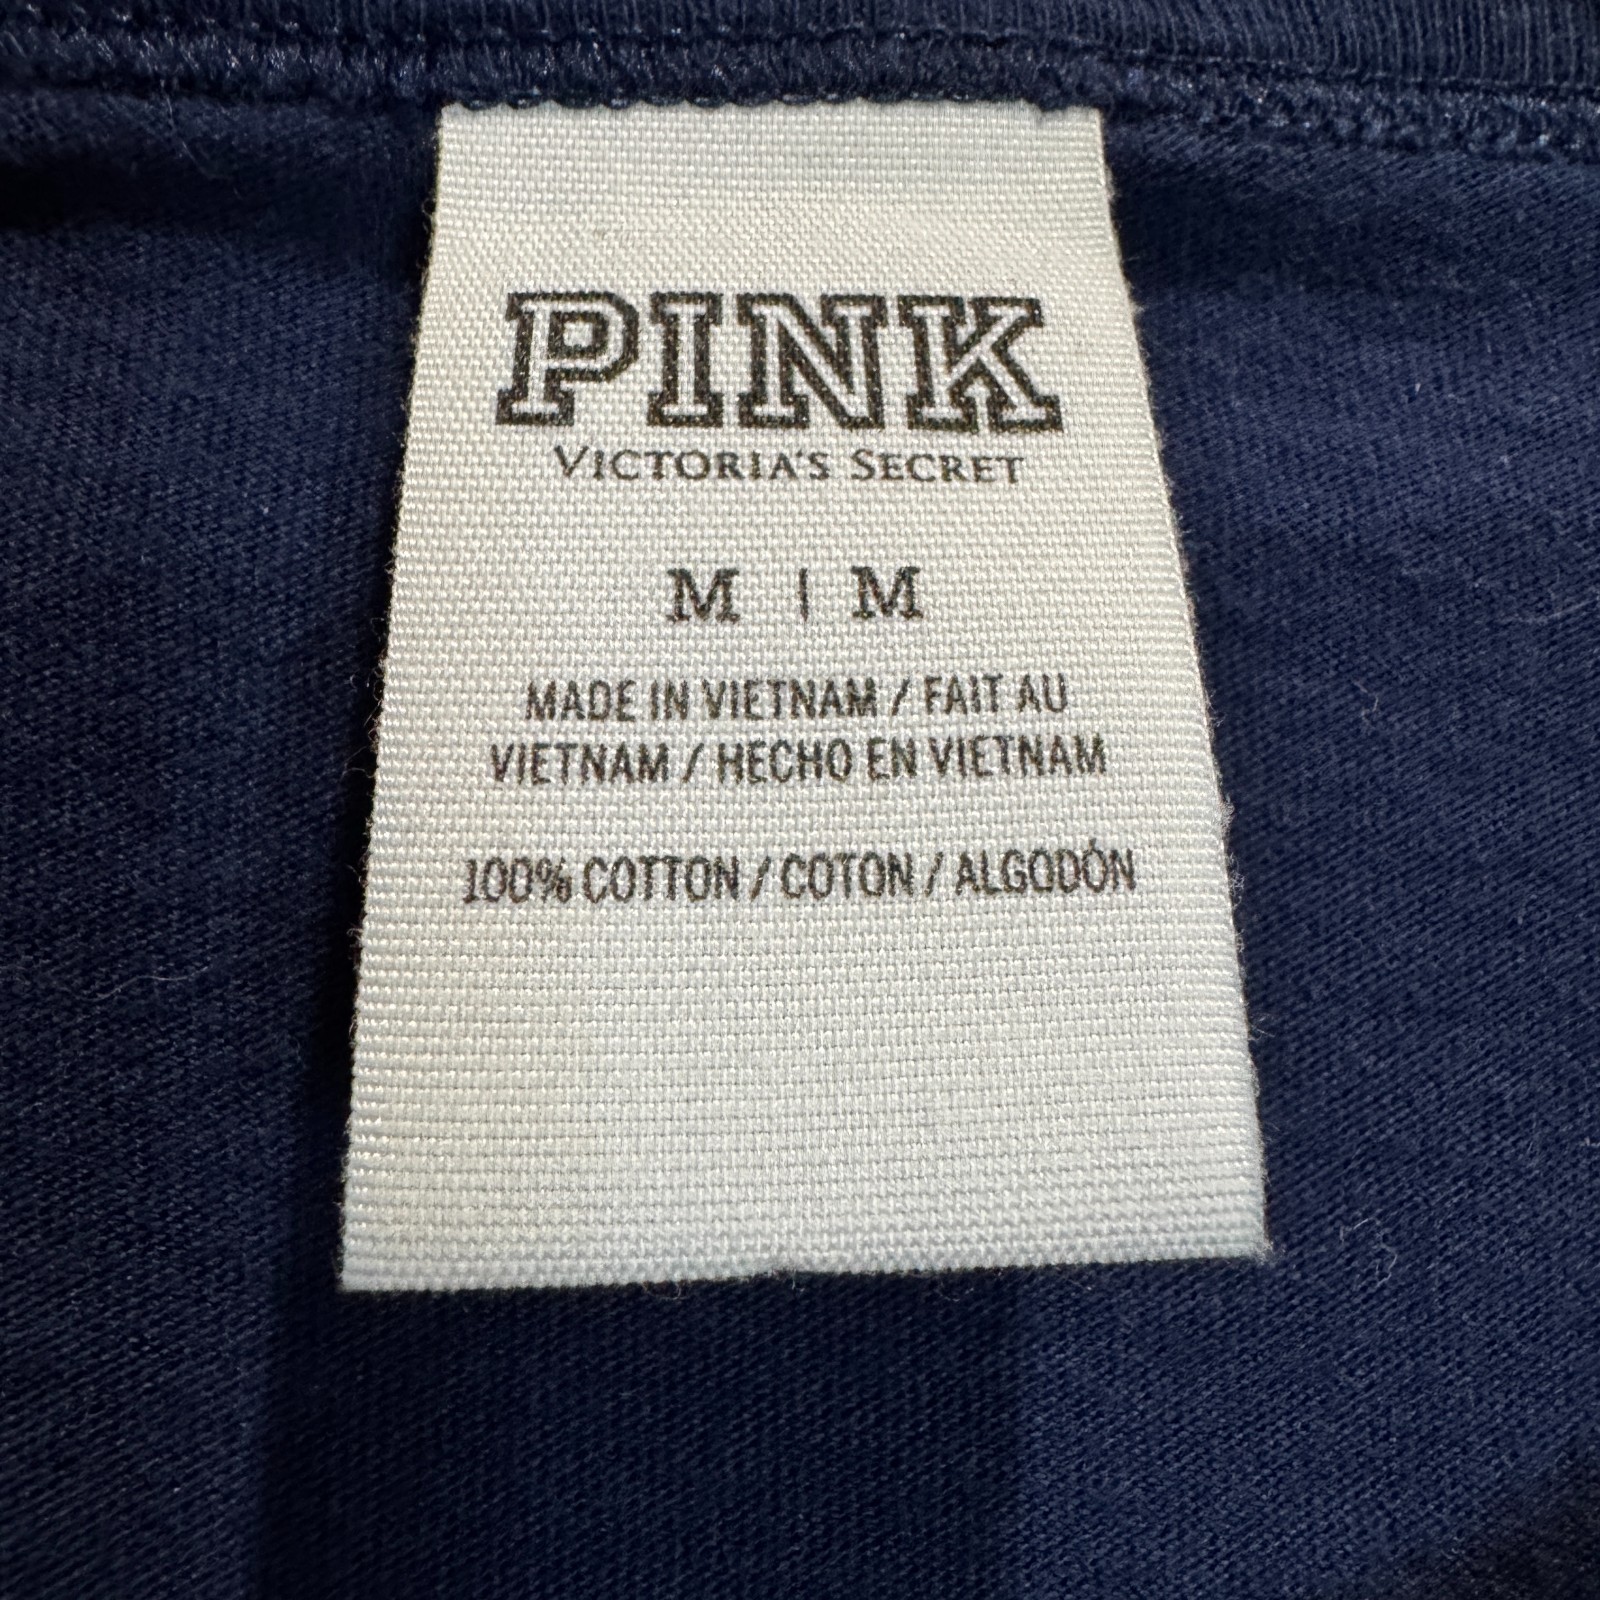 PINK
VICTORIA'S SECRET
M | M
MADE IN VIETNAM / FAIT AU
VIETNAM / HECHO EN VIETNAM
100% COTTON / COTON / ALGODÓN